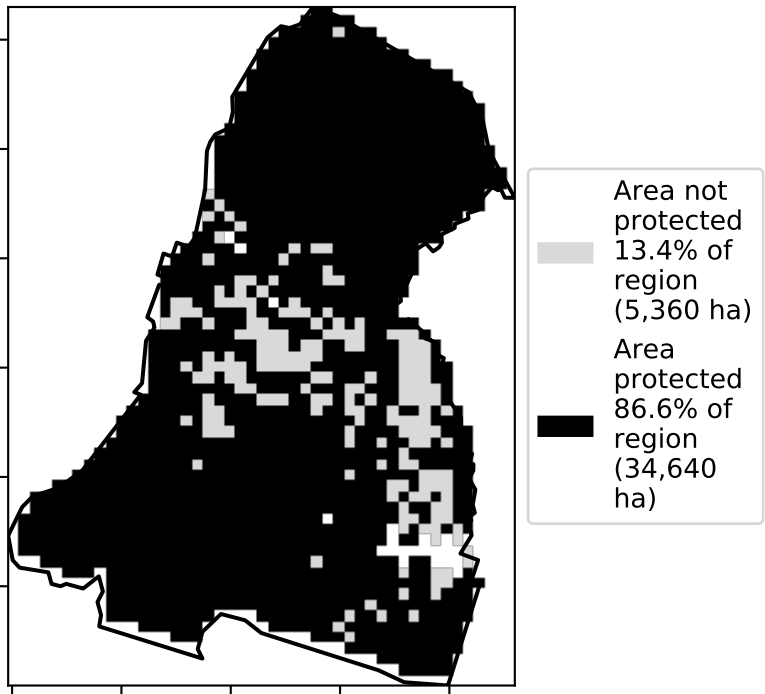 Area not
protected
13.4% of
region
(5,360 ha)
Area
protected
86.6% of
region
(34,640
ha)